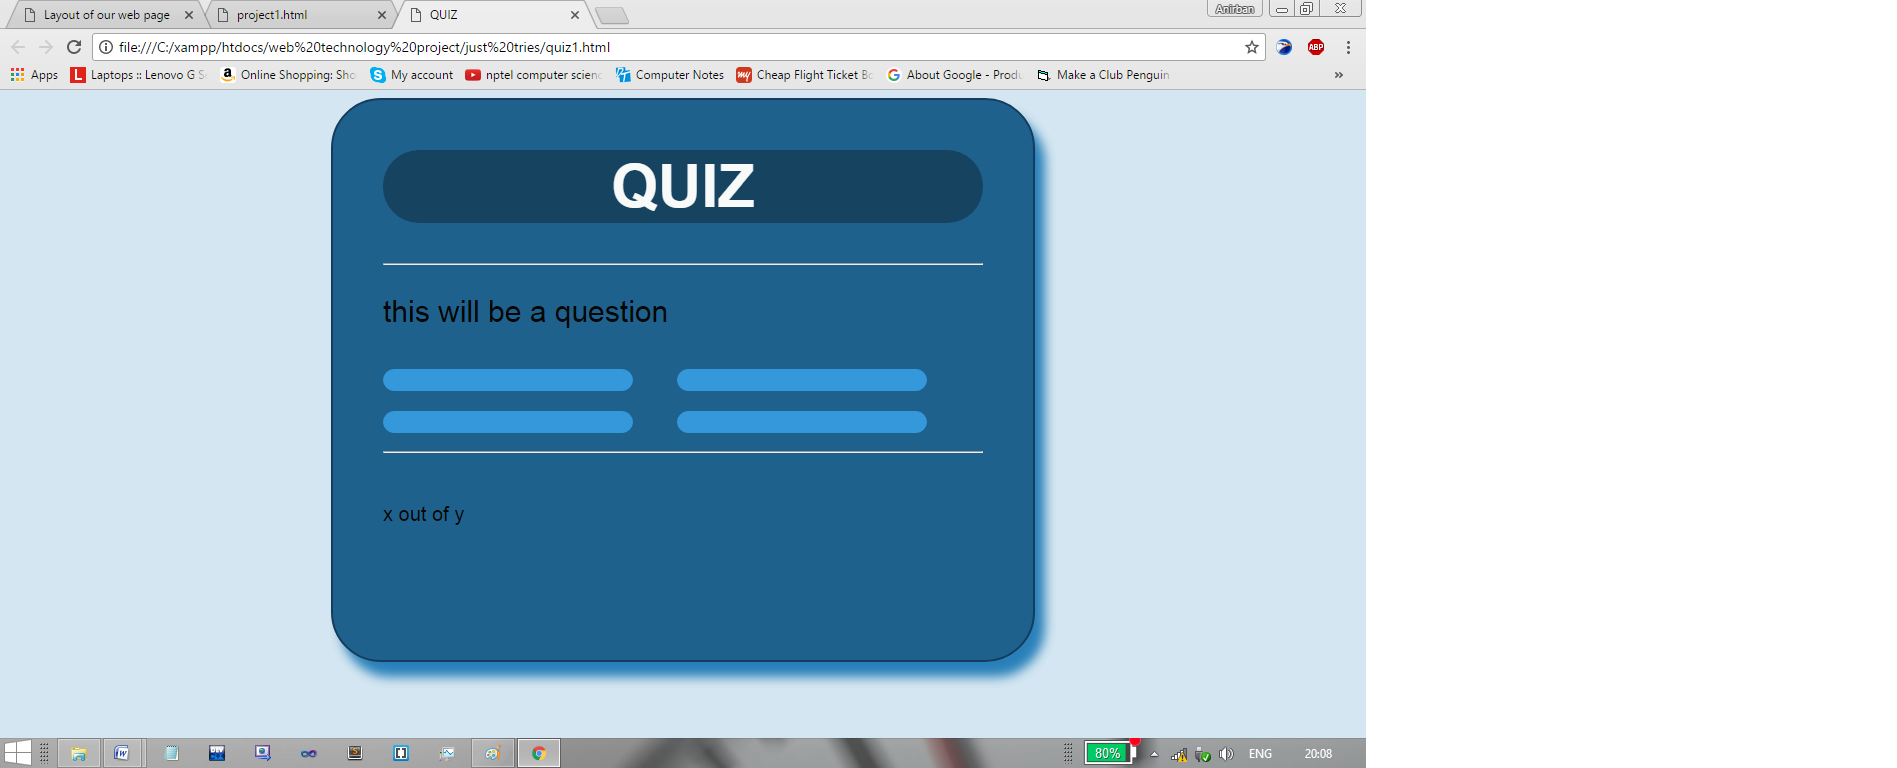 Layout of our web page
project1.html
QUIZ
Anirban
file:///C:/xampp/htdocs/web%20technology%20project/just%20tries/quiz1.html
ABP
Apps
Laptops :: Lenovo G S
Online Shopping: Sho
My account
nptel computer scienc
Computer Notes
my
Cheap Flight Ticket Bo
About Google - Produ
Make a Club Penguin
»
QUIZ
this will be a question
x out of y
80%
ENG
20:08